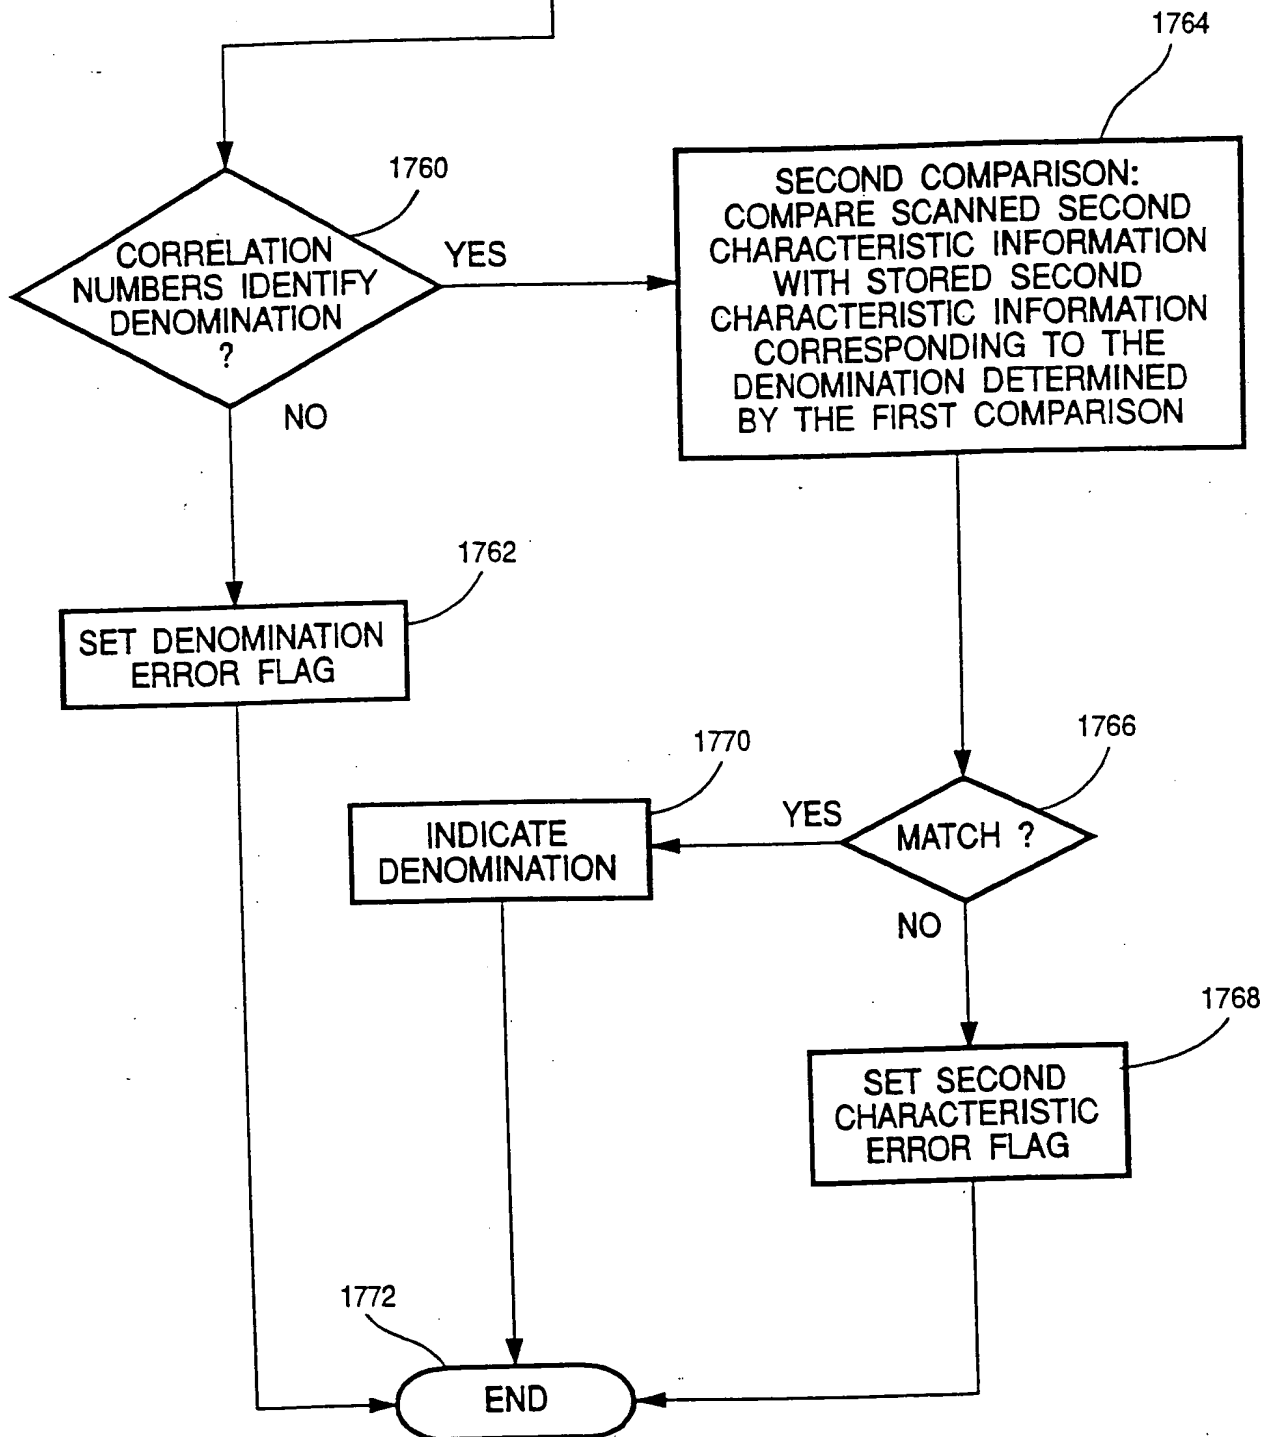 1764
1760
SECOND COMPARISON:
COMPARE SCANNED SECOND
CHARACTERISTIC INFORMATION
WITH STORED SECOND
CHARACTERISTIC INFORMATION
CORRESPONDING TO THE
DENOMINATION DETERMINED
BY THE FIRST COMPARISON
CORRELATION
NUMBERS IDENTIFY
DENOMINATION
?
YES
NO
1762
SET DENOMINATION
ERROR FLAG
1766
1770
MATCH ?
YES
INDICATE
DENOMINATION
NO
1768
SET SECOND
CHARACTERISTIC
ERROR FLAG
1772
END